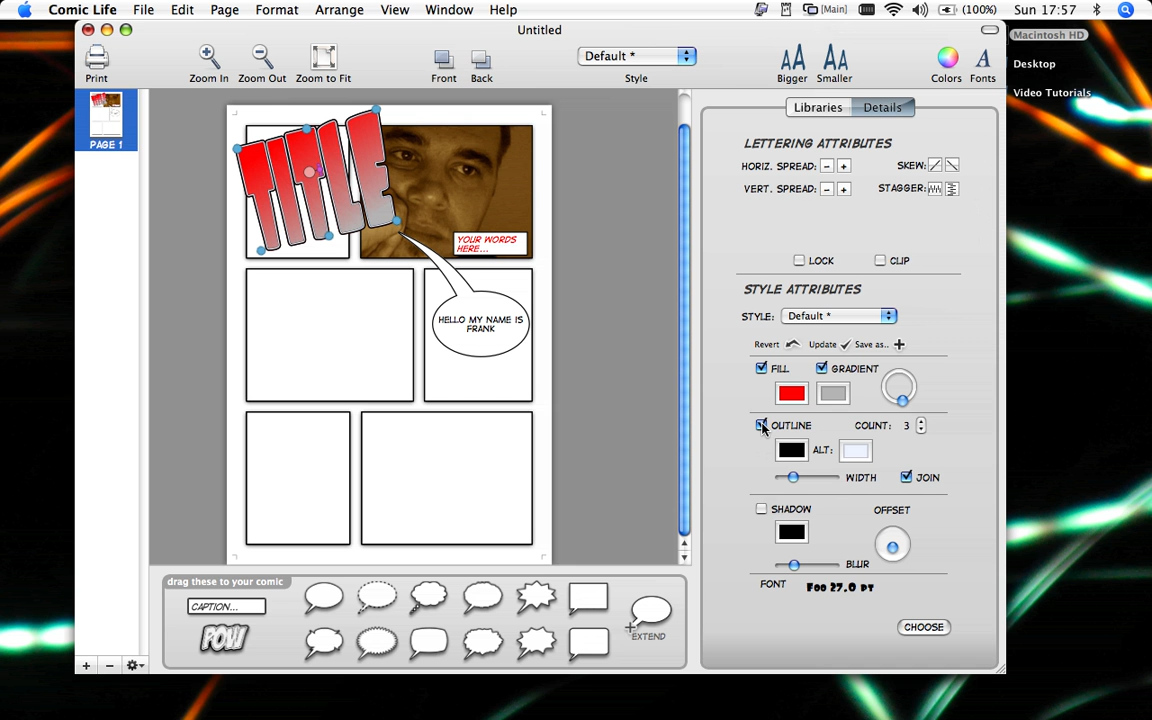 Comic Life File Edit Page Format Arrange View Window Help [Main] (100%) Sun 17:57
Macintosh HD
Desktop
Video Tutorials
Untitled
Print Zoom In Zoom Out Zoom to Fit Front Back Default * Style Bigger Smaller Colors Fonts
PAGE 1
TITLE
YOUR WORDS
HERE...
HELLO MY NAME IS
FRANK
drag these to your comic
CAPTION...
POW
EXTEND
Libraries Details
LETTERING ATTRIBUTES
HORIZ. SPREAD: - + SKEW:
VERT. SPREAD: - + STAGGER:
LOCK CLIP
STYLE ATTRIBUTES
STYLE: Default *
Revert Update Save as..
FILL GRADIENT
OUTLINE COUNT: 3
ALT:
WIDTH JOIN
SHADOW OFFSET
BLUR
FONT Foo 27.0 PT
CHOOSE